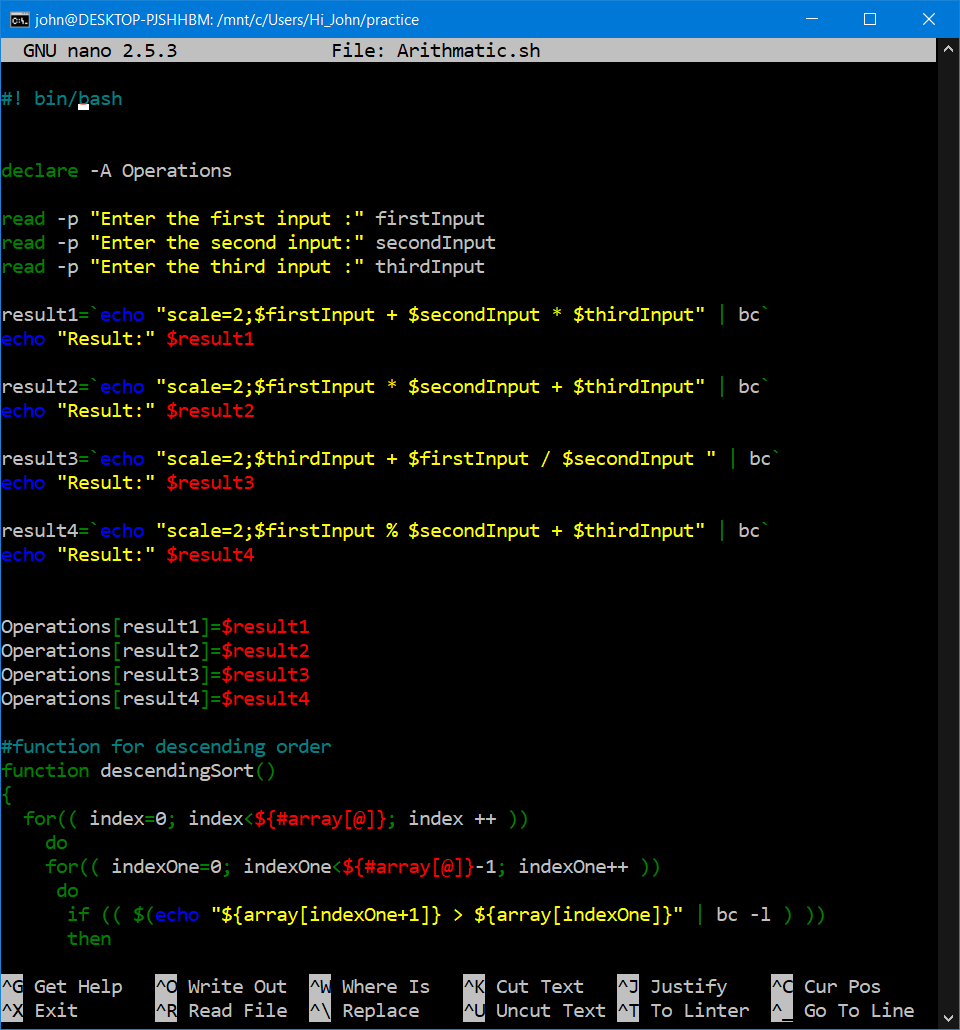 john@DESKTOP-PJSHHBM: /mnt/c/Users/Hi_John/practice
GNU nano 2.5.3 File: Arithmatic.sh
#! bin/bash
declare -A Operations
read -p "Enter the first input :" firstInput
read -p "Enter the second input:" secondInput
read -p "Enter the third input :" thirdInput
result1=`echo "scale=2;$firstInput + $secondInput * $thirdInput" | bc`
echo "Result:" $result1
result2=`echo "scale=2;$firstInput * $secondInput + $thirdInput" | bc`
echo "Result:" $result2
result3=`echo "scale=2;$thirdInput + $firstInput / $secondInput " | bc`
echo "Result:" $result3
result4=`echo "scale=2;$firstInput % $secondInput + $thirdInput" | bc`
echo "Result:" $result4
Operations[result1]=$result1
Operations[result2]=$result2
Operations[result3]=$result3
Operations[result4]=$result4
#function for descending order
function descendingSort()
{
for(( index=0; index<${#array[@]}; index ++ ))
do
for(( indexOne=0; indexOne<${#array[@]}-1; indexOne++ ))
do
if (( $(echo "${array[indexOne+1]} > ${array[indexOne]}" | bc -l ) ))
then
^G Get Help ^O Write Out ^W Where Is ^K Cut Text ^J Justify ^C Cur Pos
^X Exit ^R Read File ^\ Replace ^U Uncut Text ^T To Linter ^_ Go To Line